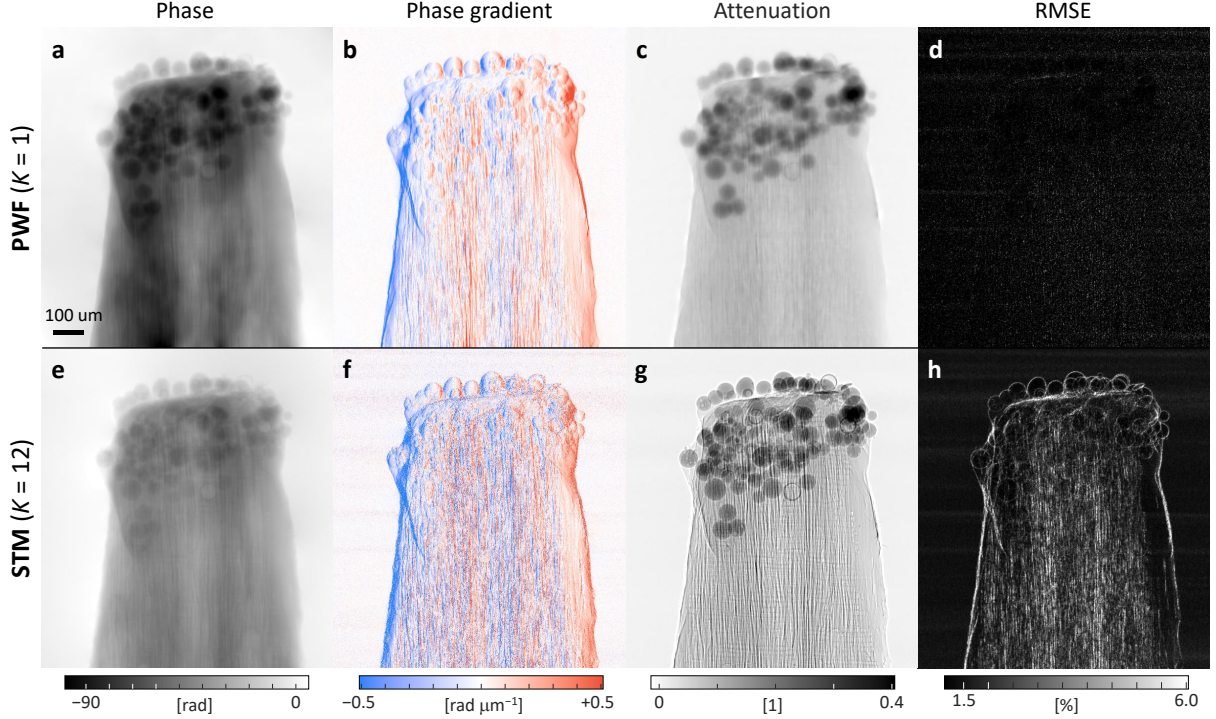 Phase
Phase gradient
Attenuation
RMSE
PWF (K = 1)
a
b
c
d
100 um
STM (K = 12)
e
f
g
h
−90 [rad] 0
−0.5 [rad μm⁻¹] +0.5
0 [1] 0.4
1.5 [%] 6.0